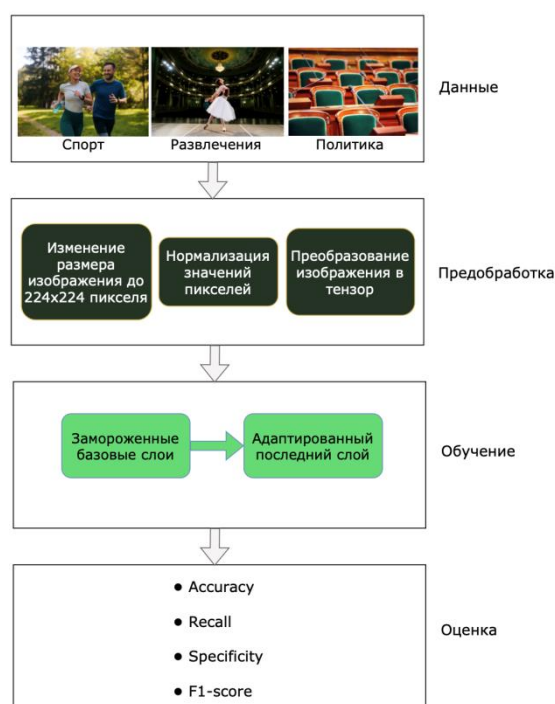 Спорт
Развлечения
Политика
Данные
Изменение
размера
изображения до
224x224 пикселя
Нормализация
значений
пикселей
Преобразование
изображения в
тензор
Предобработка
Замороженные
базовые слои
Адаптированный
последний слой
Обучение
● Accuracy
● Recall
● Specificity
● F1-score
Оценка